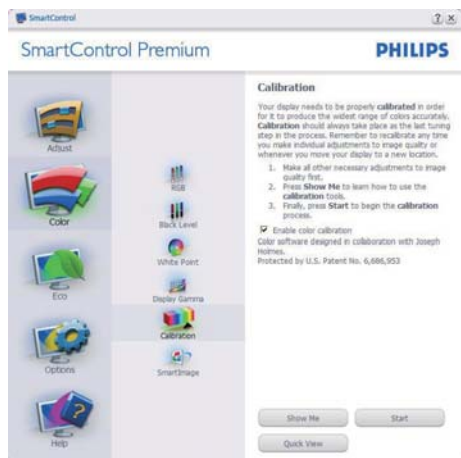 SmartControl
SmartControl Premium
PHILIPS
Adjust
Color
Eco
Options
Help
RGB
Black Level
White Point
Display Gamma
Calibration
SmartImage
Calibration
Your display needs to be properly calibrated in order
for it to produce the widest range of colors accurately.
Calibration should always take place as the last tuning
step in the process. Remember to recalibrate any time
you make individual adjustments to image quality or
whenever you move your display to a new location.
1. Make all other necessary adjustments to image
quality first.
2. Press Show Me to learn how to use the
calibration tools.
3. Finally, press Start to begin the calibration
process.
Enable color calibration
Color software designed in collaboration with Joseph
Holmes.
Protected by U.S. Patent No. 6,686,953
Show Me
Start
Quick View